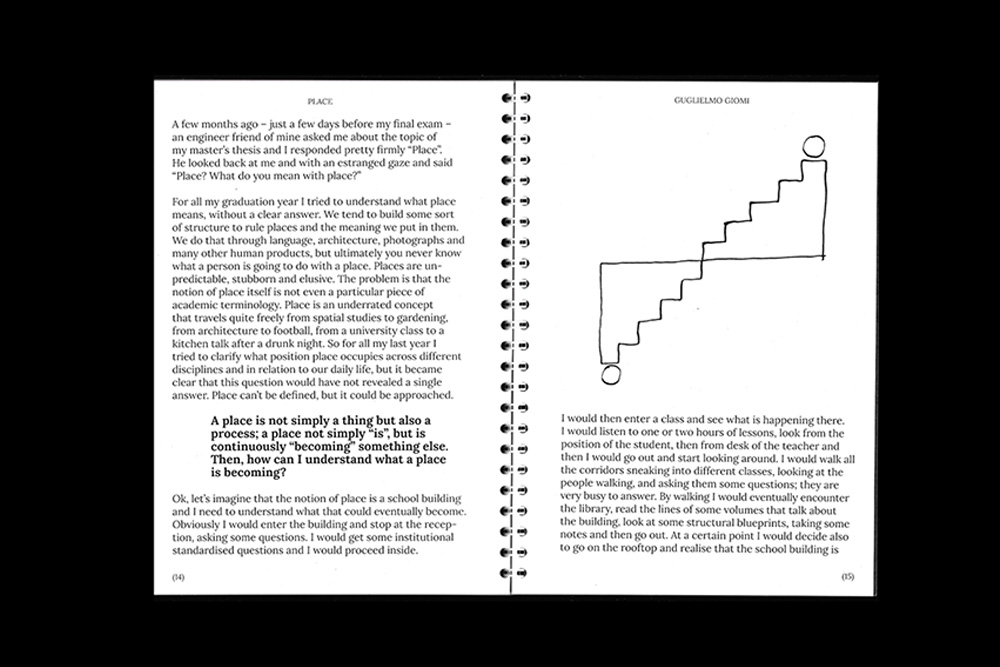 PLACE
A few months ago – just a few days before my final exam –
an engineer friend of mine asked me about the topic of
my master's thesis and I responded pretty firmly “Place”.
He looked back at me and with an estranged gaze and said
“Place? What do you mean with place?”
For all my graduation year I tried to understand what place
means, without a clear answer. We tend to build some sort
of structure to rule places and the meaning we put in them.
We do that through language, architecture, photographs and
many other human products, but ultimately you never know
what a person is going to do with a place. Places are un-
predictable, stubborn and elusive. The problem is that the
notion of place itself is not even a particular piece of
academic terminology. Place is an underrated concept
that travels quite freely from spatial studies to gardening,
from architecture to football, from a university class to a
kitchen talk after a drunk night. So for all my last year I
tried to clarify what position place occupies across different
disciplines and in relation to our daily life, but it became
clear that this question would have not revealed a single
answer. Place can't be defined, but it could be approached.
A place is not simply a thing but also a
process; a place not simply “is”, but is
continuously “becoming” something else.
Then, how can I understand what a place
is becoming?
Ok, let's imagine that the notion of place is a school building
and I need to understand what that could eventually become.
Obviously I would enter the building and stop at the recep-
tion, asking some questions. I would get some institutional
standardised questions and I would proceed inside.
(14)
GUGLIELMO GIOMI
I would then enter a class and see what is happening there.
I would listen to one or two hours of lessons, look from the
position of the student, then from desk of the teacher and
then I would go out and start looking around. I would walk all
the corridors sneaking into different classes, looking at the
people walking, and asking them some questions; they are
very busy to answer. By walking I would eventually encounter
the library, read the lines of some volumes that talk about
the building, look at some structural blueprints, taking some
notes and then go out. At a certain point I would decide also
to go on the rooftop and realise that the school building is
(15)